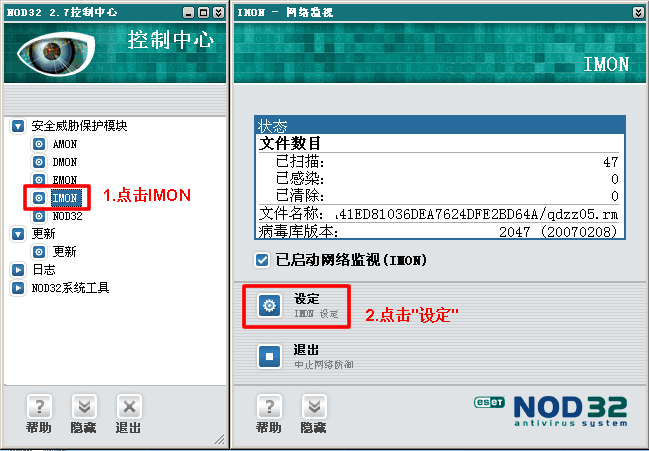 NOD32 2.7控制中心
控制中心
安全威胁保护模块
AMON
DMON
EMON
IMON
1.点击IMON
NOD32
更新
更新
日志
NOD32系统工具
?
帮助
隐藏
退出
IMON - 网络监视
IMON
状态
文件数目
已扫描: 47
已感染: 0
已清除: 0
文件名称: .41ED81036DEA7624DFE2BD64A/qdzz05.rm
病毒库版本: 2047 (20070208)
已启动网络监视(IMON)
设定
IMON 设定
2.点击"设定"
退出
中止网络防御
?
帮助
隐藏
eseT NOD32
antivirus system